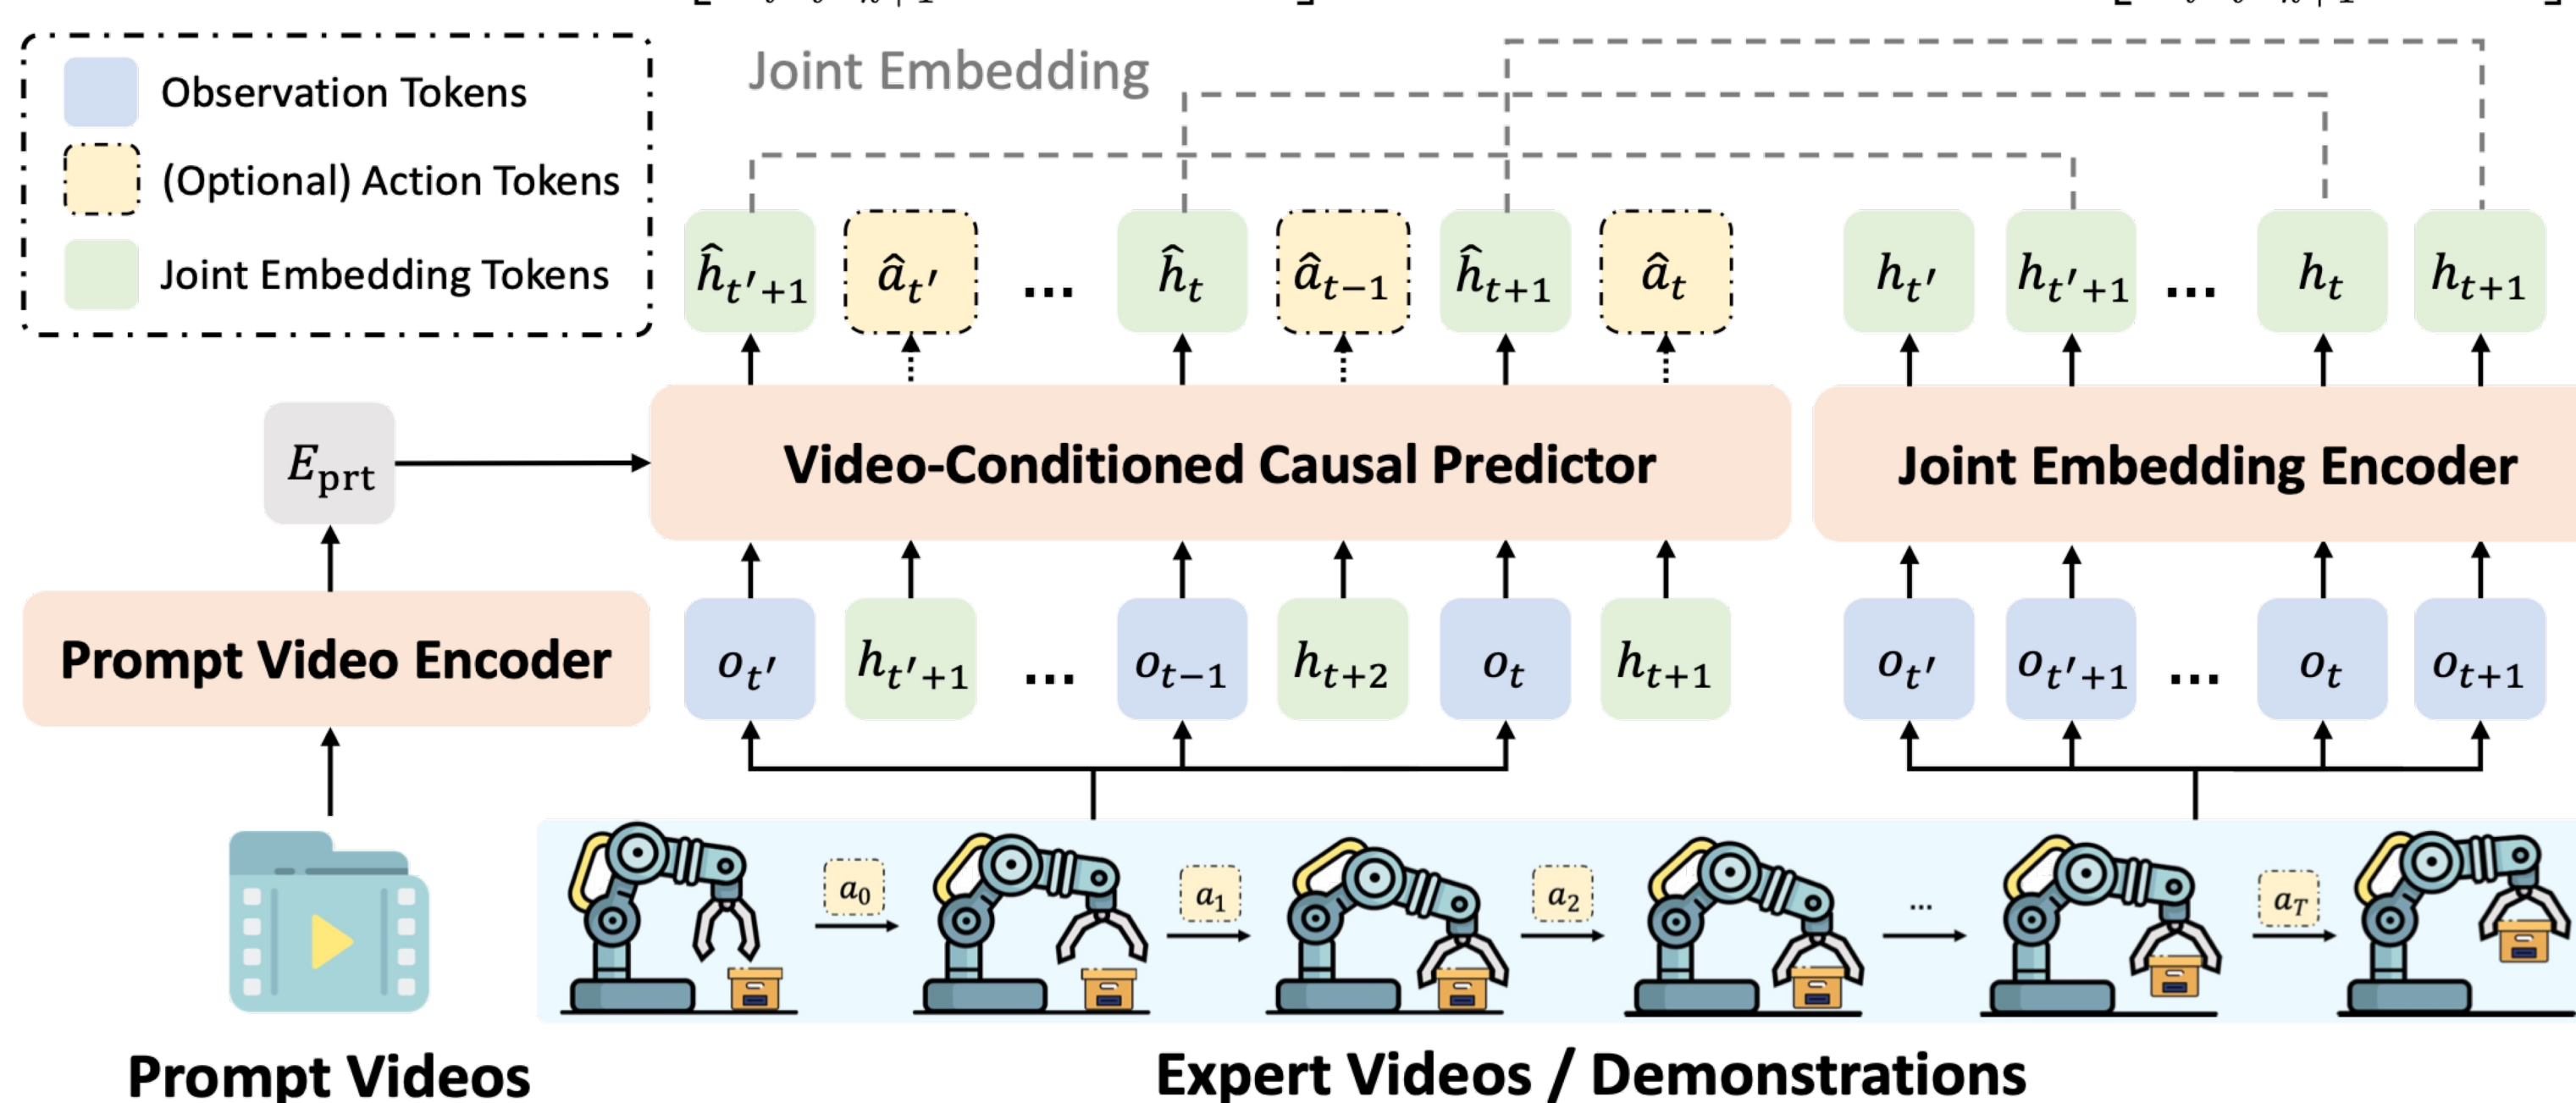 Joint Embedding
Observation Tokens
(Optional) Action Tokens
Joint Embedding Tokens
ĥ_{t'+1} â_{t'} ... ĥ_t â_{t−1} ĥ_{t+1} â_t h_{t'} h_{t'+1} ... h_t h_{t+1}
E_prt
Video-Conditioned Causal Predictor
Joint Embedding Encoder
Prompt Video Encoder
o_{t'} h_{t'+1} ... o_{t−1} h_{t+2} o_t h_{t+1} o_{t'} o_{t'+1} ... o_t o_{t+1}
a_0 a_1 a_2 ... a_T
Prompt Videos
Expert Videos / Demonstrations